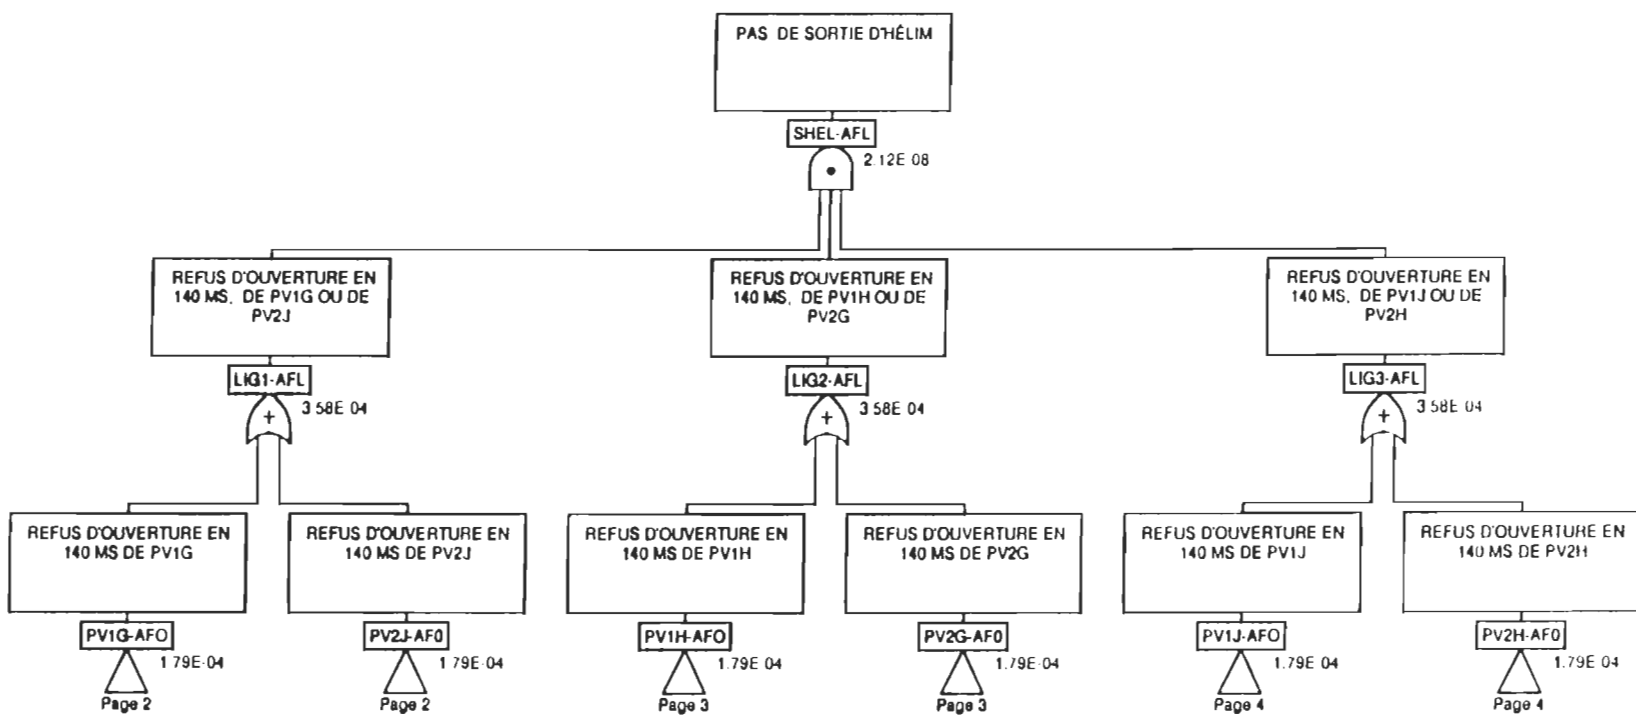 PAS DE SORTIE D'HÉLIM
SHEL-AFL
2.12E-08
REFUS D'OUVERTURE EN
140 MS, DE PV1G OU DE
PV2J
REFUS D'OUVERTURE EN
140 MS, DE PV1H OU DE
PV2G
REFUS D'OUVERTURE EN
140 MS, DE PV1J OU DE
PV2H
LIG1-AFL
3.58E-04
LIG2-AFL
3.58E-04
LIG3-AFL
3.58E-04
+
+
+
REFUS D'OUVERTURE EN
140 MS DE PV1G
REFUS D'OUVERTURE EN
140 MS DE PV2J
REFUS D'OUVERTURE EN
140 MS DE PV1H
REFUS D'OUVERTURE EN
140 MS DE PV2G
REFUS D'OUVERTURE EN
140 MS DE PV1J
REFUS D'OUVERTURE EN
140 MS DE PV2H
PV1G-AFO
1.79E-04
Page 2
PV2J-AF0
1.79E-04
Page 2
PV1H-AFO
1.79E-04
Page 3
PV2G-AF0
1.79E-04
Page 3
PV1J-AFO
1.79E-04
Page 4
PV2H-AF0
1.79E-04
Page 4